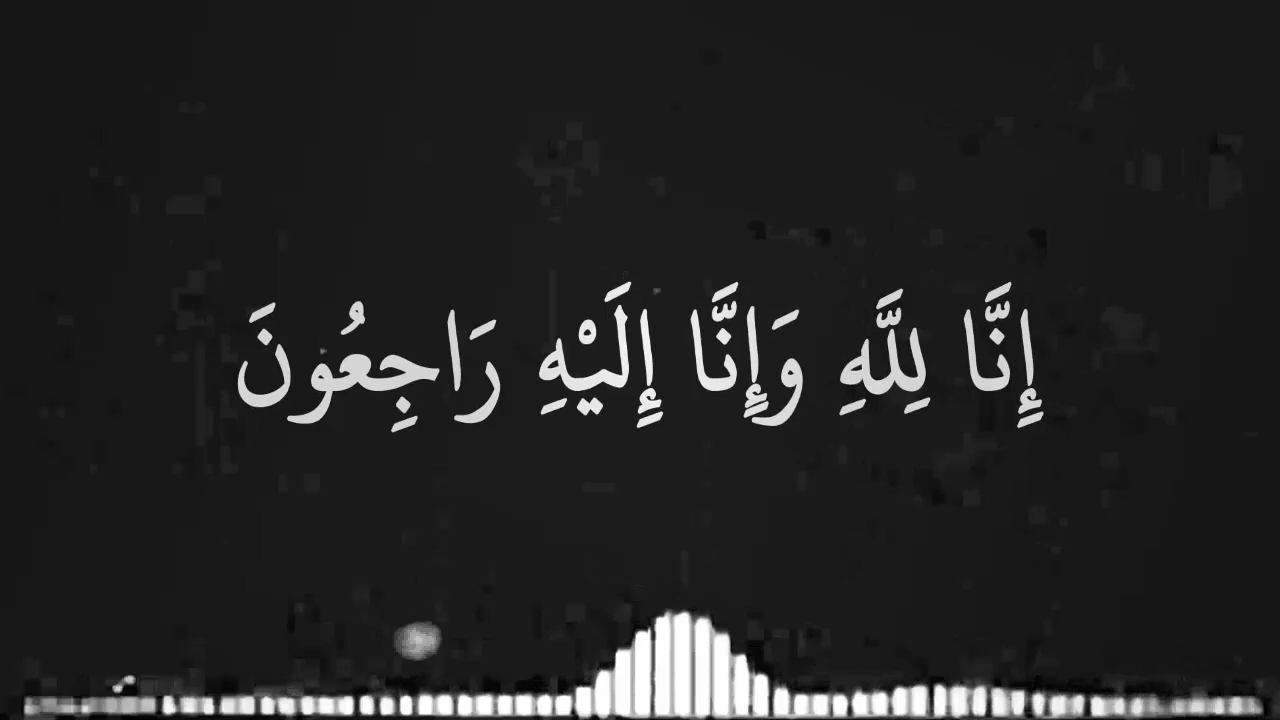 إِنَّا لِلَّهِ وَإِنَّا إِلَيْهِ رَاجِعُونَ